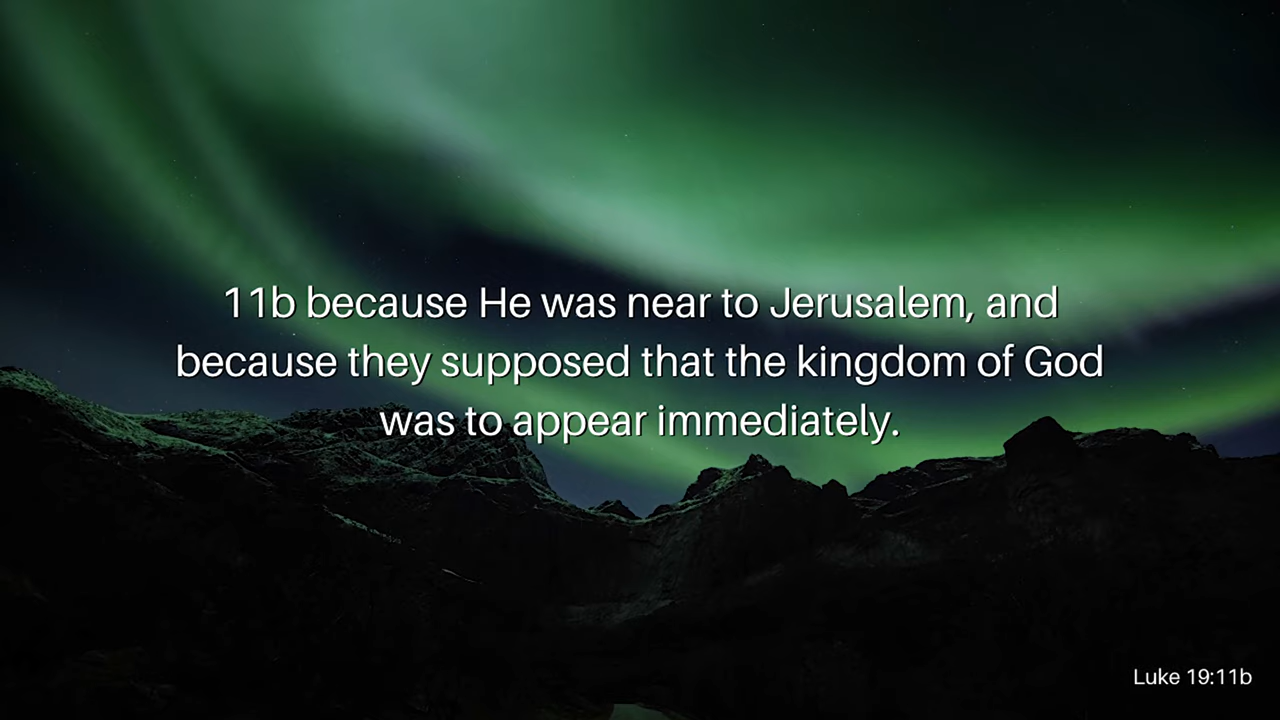 11b because He was near to Jerusalem, and
because they supposed that the kingdom of God
was to appear immediately.
Luke 19:11b